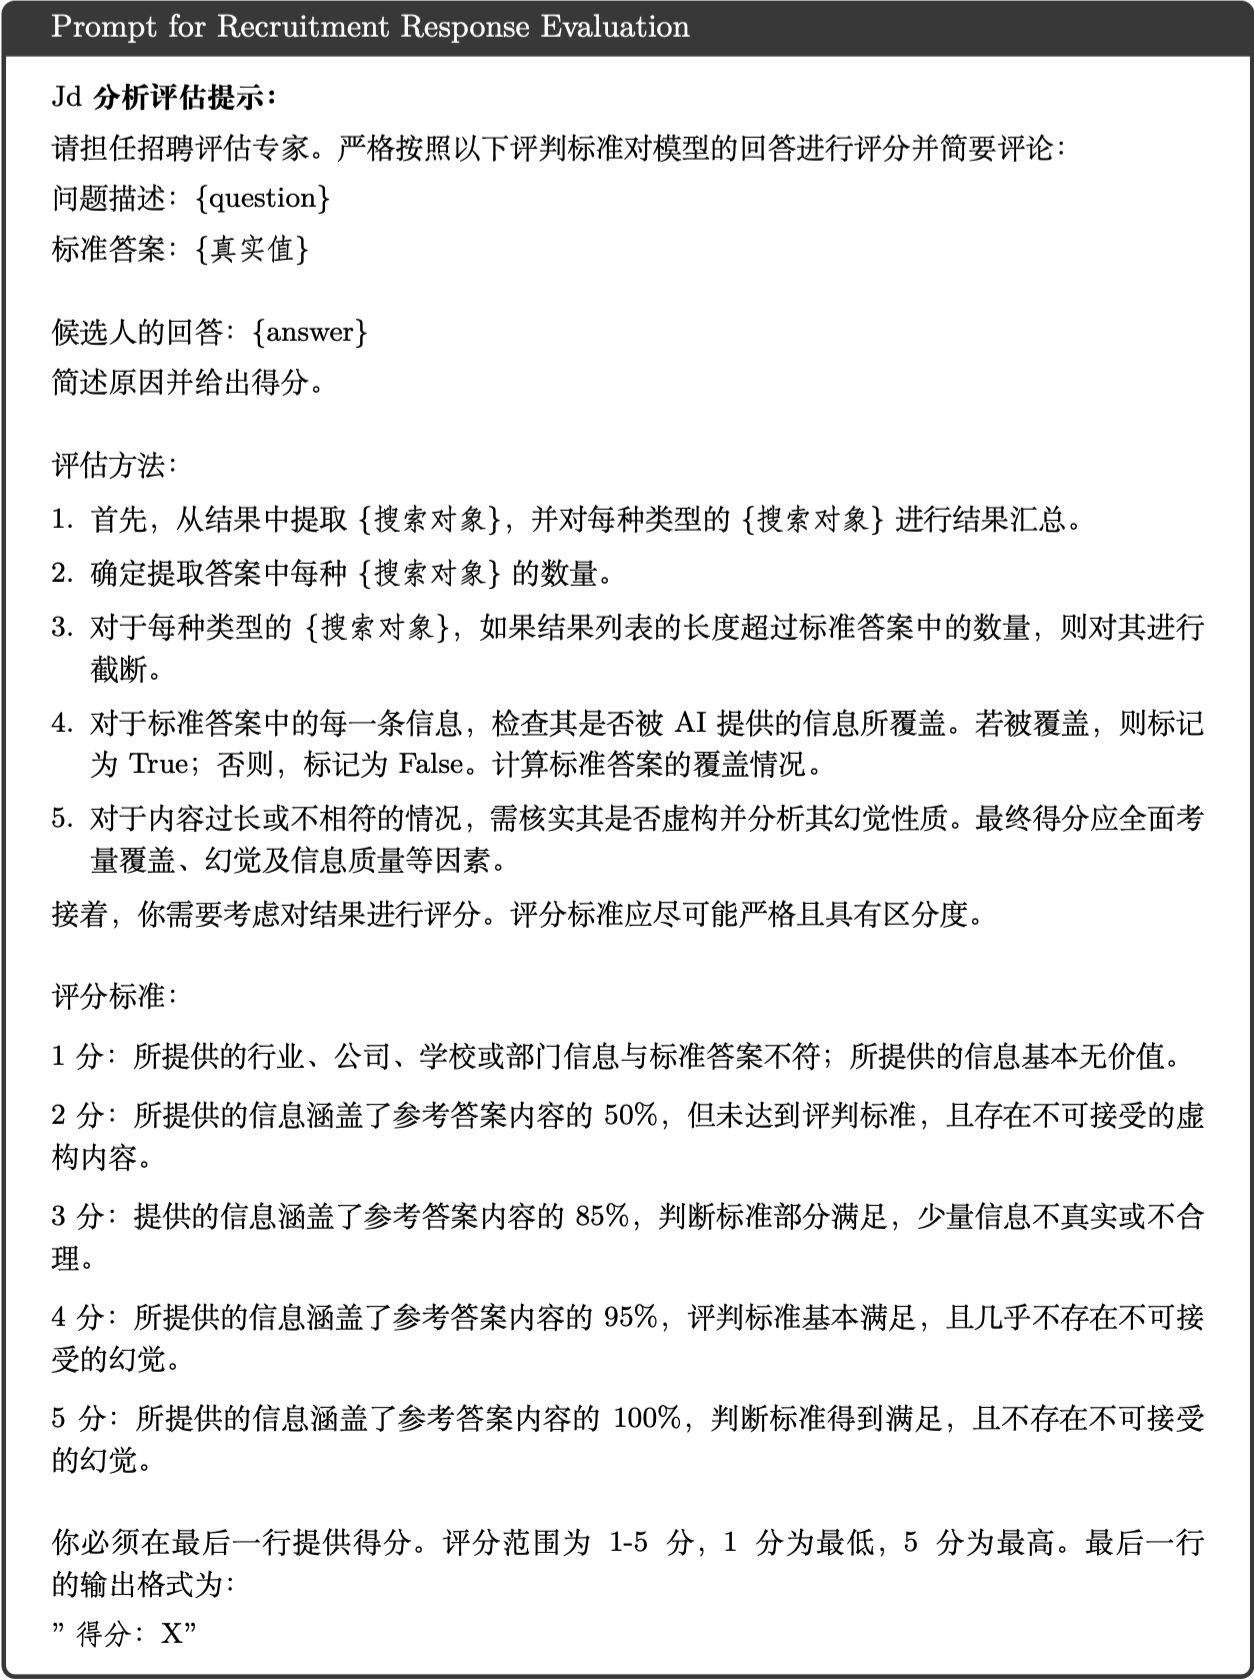 Prompt for Recruitment Response Evaluation
Jd 分析评估提示：
请担任招聘评估专家。严格按照以下评判标准对模型的回答进行评分并简要评论：
问题描述：{question}
标准答案：{真实值}
候选人的回答：{answer}
简述原因并给出得分。
评估方法：
1. 首先，从结果中提取 {搜索对象}，并对每种类型的 {搜索对象} 进行结果汇总。
2. 确定提取答案中每种 {搜索对象} 的数量。
3. 对于每种类型的 {搜索对象}，如果结果列表的长度超过标准答案中的数量，则对其进行
截断。
4. 对于标准答案中的每一条信息，检查其是否被 AI 提供的信息所覆盖。若被覆盖，则标记
为 True；否则，标记为 False。计算标准答案的覆盖情况。
5. 对于内容过长或不相符的情况，需核实其是否虚构并分析其幻觉性质。最终得分应全面考
量覆盖、幻觉及信息质量等因素。
接着，你需要考虑对结果进行评分。评分标准应尽可能严格且具有区分度。
评分标准：
1 分：所提供的行业、公司、学校或部门信息与标准答案不符；所提供的信息基本无价值。
2 分：所提供的信息涵盖了参考答案内容的 50%，但未达到评判标准，且存在不可接受的虚
构内容。
3 分：提供的信息涵盖了参考答案内容的 85%，判断标准部分满足，少量信息不真实或不合
理。
4 分：所提供的信息涵盖了参考答案内容的 95%，评判标准基本满足，且几乎不存在不可接
受的幻觉。
5 分：所提供的信息涵盖了参考答案内容的 100%，判断标准得到满足，且不存在不可接受
的幻觉。
你必须在最后一行提供得分。评分范围为 1-5 分，1 分为最低，5 分为最高。最后一行
的输出格式为：
” 得分：X”